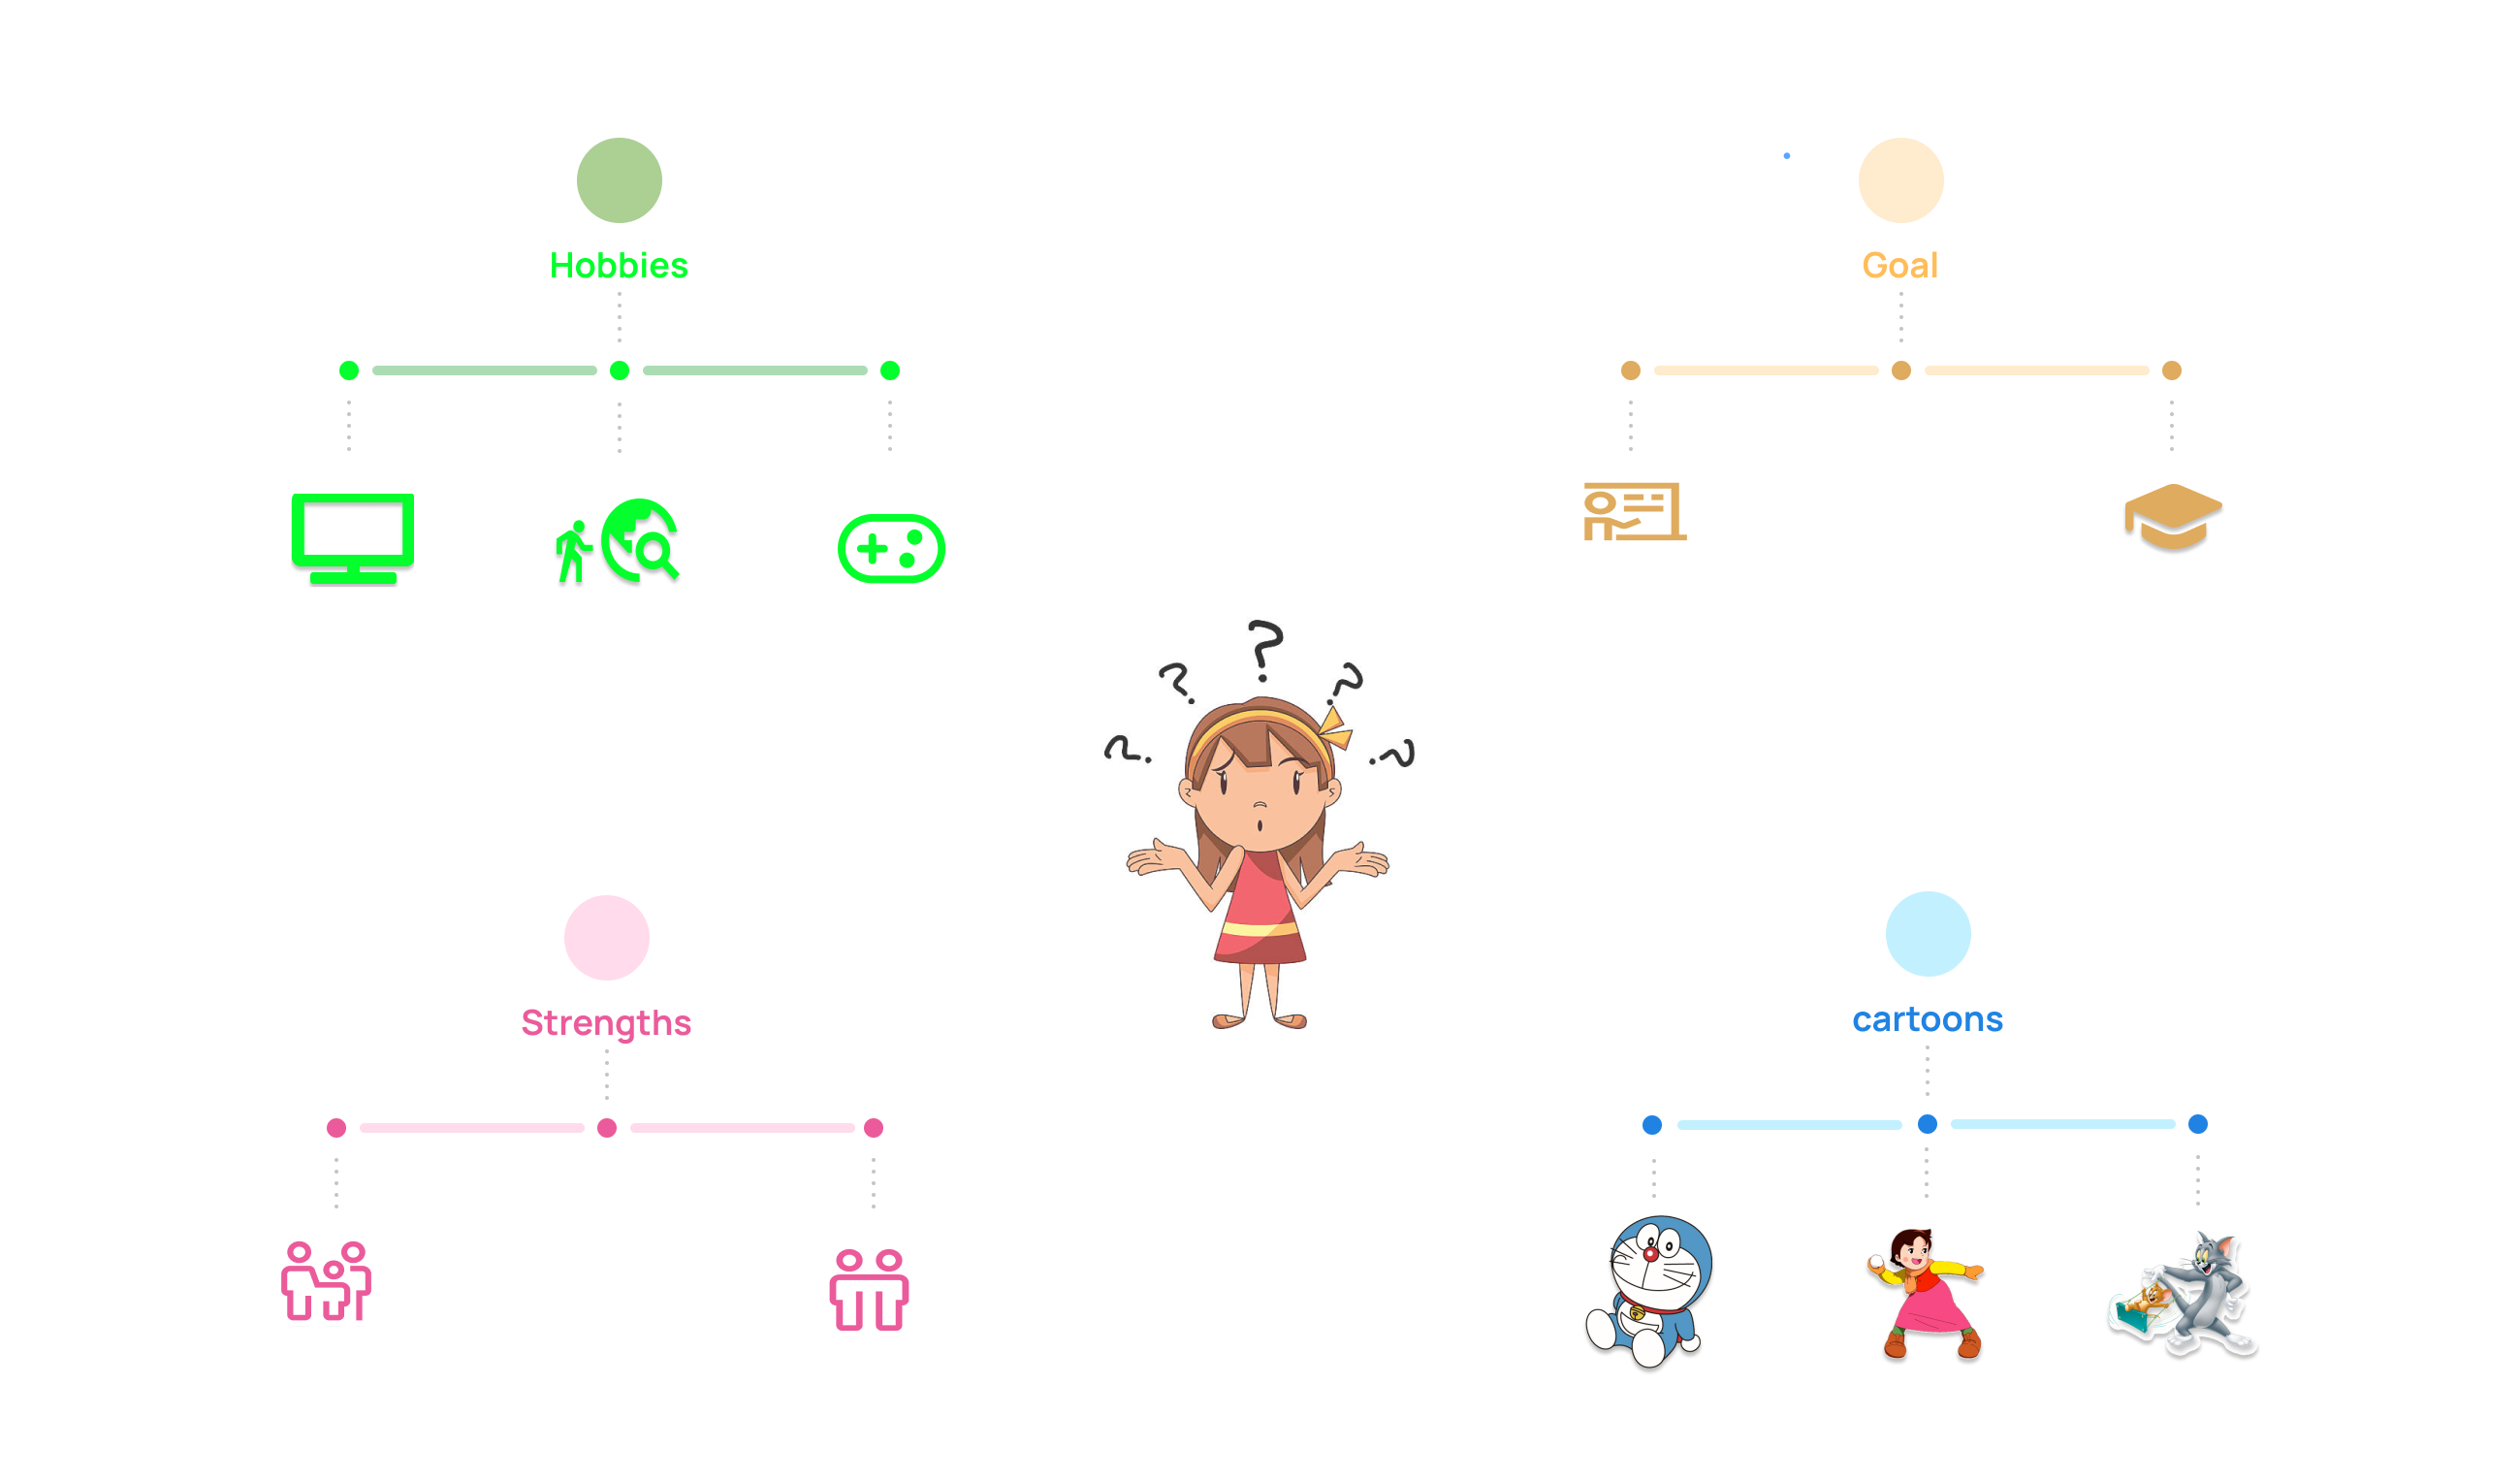 Hobbies
Goal
? ? ? ? ?
Strengths
cartoons